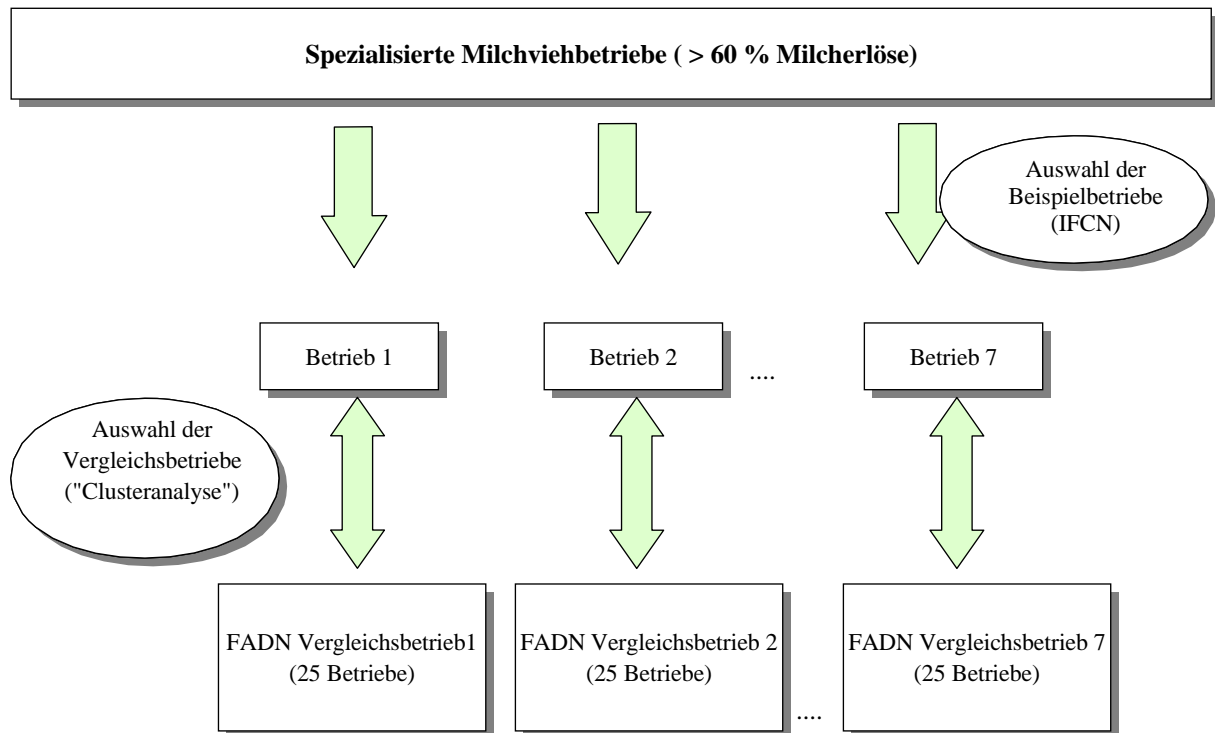 Spezialisierte Milchviehbetriebe ( > 60 % Milcherlöse)
Auswahl der
Beispielbetriebe
(IFCN)
Betrieb 1
Betrieb 2
....
Betrieb 7
Auswahl der
Vergleichsbetriebe
("Clusteranalyse")
FADN Vergleichsbetrieb1
(25 Betriebe)
FADN Vergleichsbetrieb 2
(25 Betriebe)
....
FADN Vergleichsbetrieb 7
(25 Betriebe)